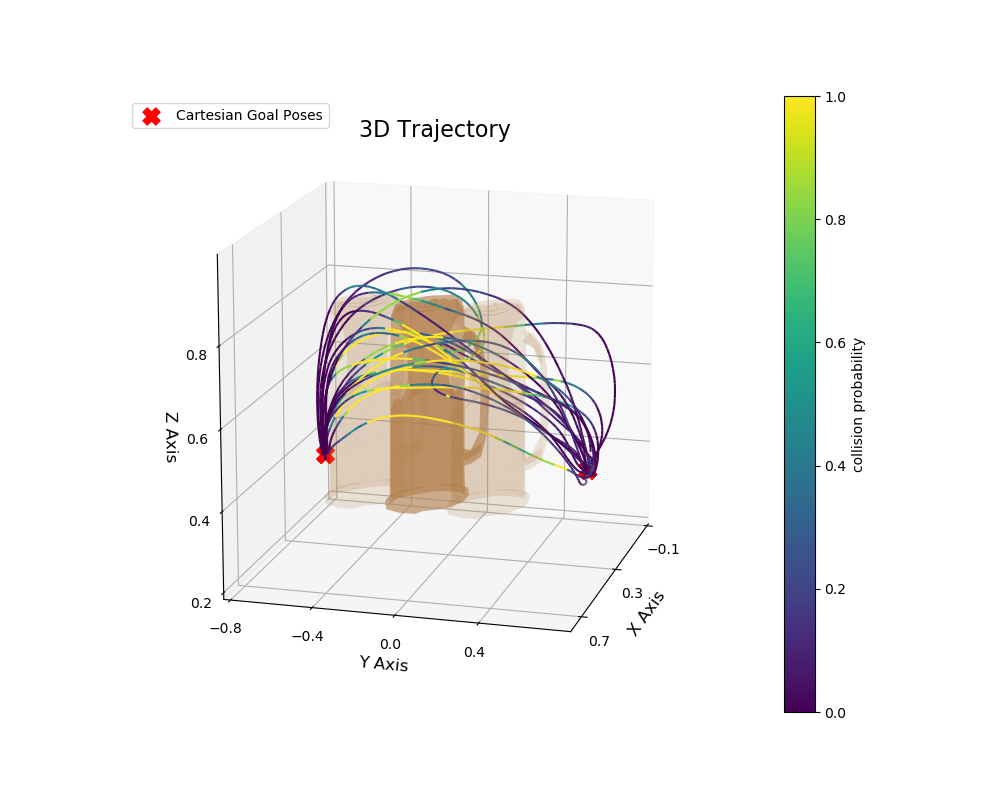 Cartesian Goal Poses
3D Trajectory
1.0
0.8
0.6
0.4
0.2
0.0
collision probability
0.8
0.6
0.4
0.2
Z Axis
−0.8
−0.4
0.0
0.4
Y Axis
−0.1
0.3
0.7
X Axis